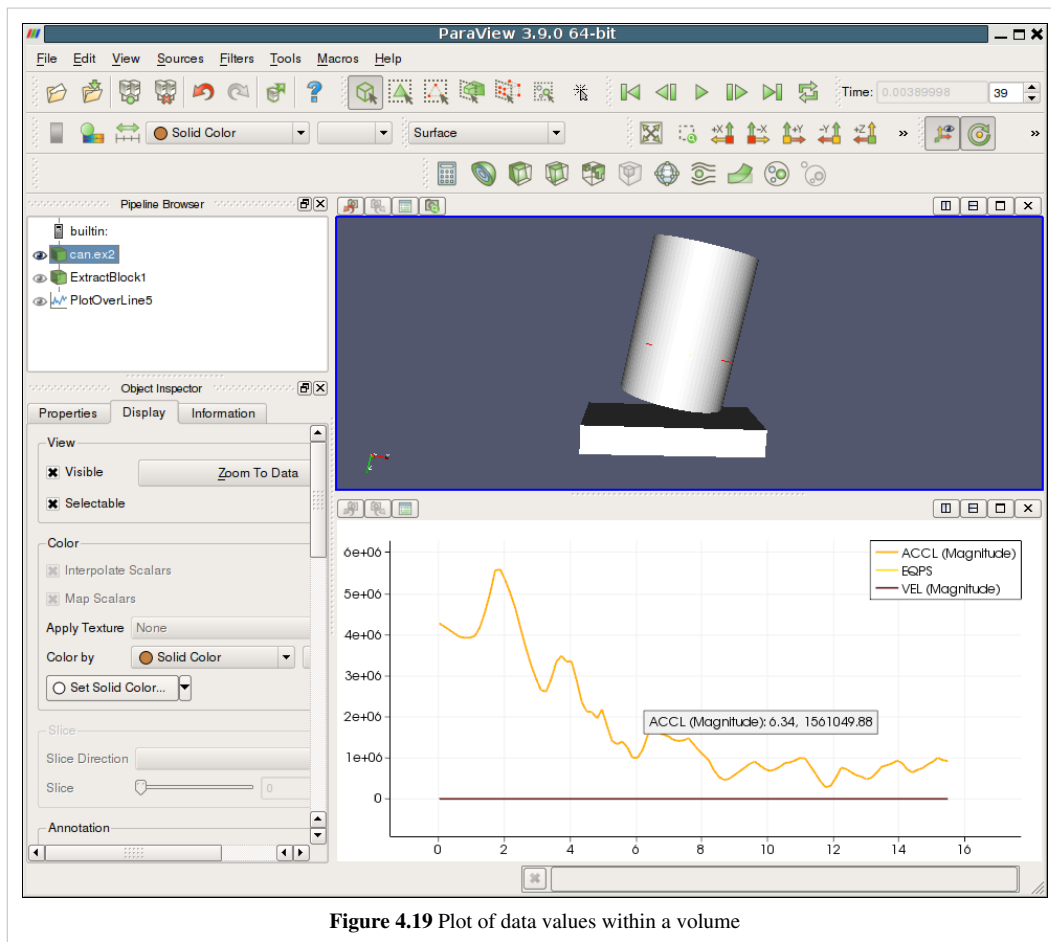 ParaView 3.9.0 64-bit
File Edit View Sources Filters Tools Macros Help
Time: 0.00389998 39
Solid Color Surface +X -X +Y -Y +Z » »
Pipeline Browser
builtin:
can.ex2
ExtractBlock1
PlotOverLine5
Object Inspector
Properties Display Information
View
Visible Zoom To Data
Selectable
Color
Interpolate Scalars
Map Scalars
Apply Texture None
Color by Solid Color
Set Solid Color...
Slice
Slice Direction
Slice 0
Annotation
6e+06
5e+06
4e+06
3e+06
2e+06
1e+06
0
ACCL (Magnitude)
EQPS
VEL (Magnitude)
ACCL (Magnitude): 6.34, 1561049.88
0 2 4 6 8 10 12 14 16
Figure 4.19 Plot of data values within a volume